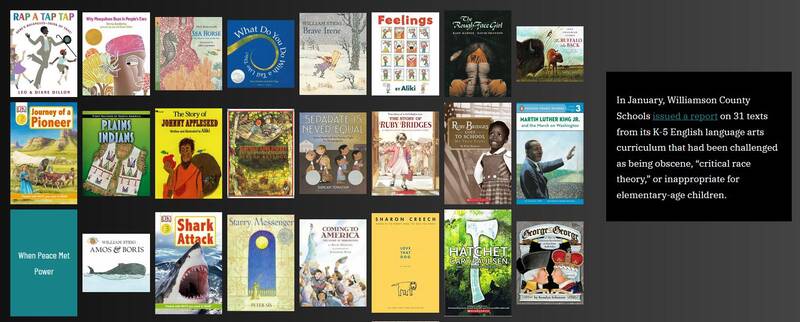 RAP A TAP TAP
LEO & DIANE DILLON
Why Mosquitoes Buzz in People's Ears
SEA HORSE
What Do You Do With a Tail Like This?
WILLIAM STEIG
Brave Irene
Feelings
BY ALIKI
The
Rough-Face Girl
The BUFFALO
are BACK
Journey of a
Pioneer
PLAINS
INDIANS
The Story of
JOHNNY APPLESEED
Written and Illustrated by Aliki
SEPARATE IS
NEVER EQUAL
DUNCAN TONATIUH
THE STORY OF
RUBY BRIDGES
RUBY BRIDGES
GOES TO SCHOOL
MARTIN LUTHER KING JR.
and the March on Washington
When Peace Met
Power
WILLIAM STEIG
AMOS & BORIS
DK
Shark
Attack
Starry Messenger
PETER SÍS
COMING TO
AMERICA
SHARON CREECH
LOVE
THAT
DOG
HATCHET
GARY PAULSEN
SCHOLASTIC
George vs. George
In January, Williamson County
Schools issued a report on 31 texts
from its K-5 English language arts
curriculum that had been challenged
as being obscene, “critical race
theory,” or inappropriate for
elementary-age children.